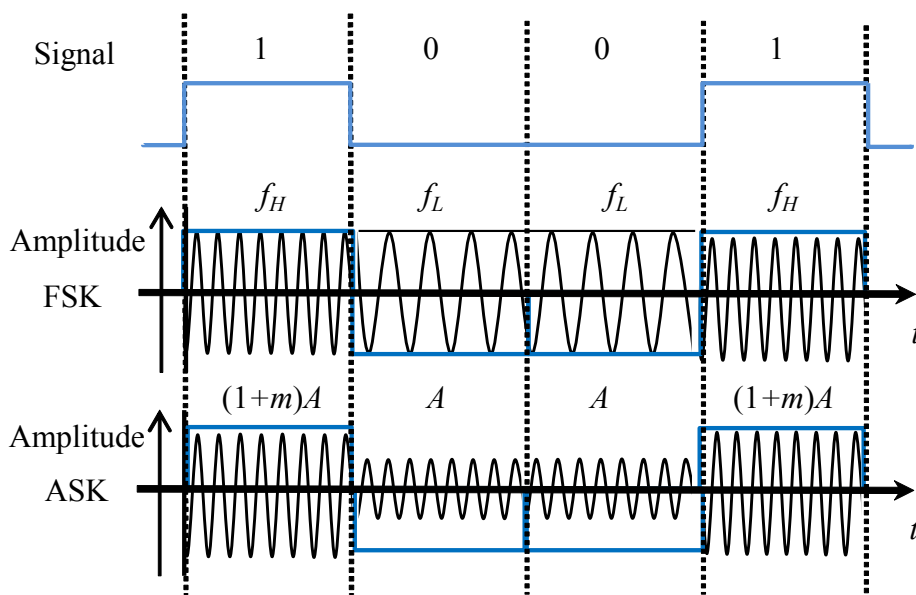 Signal 1 0 0 1
f_H f_L f_L f_H
Amplitude
FSK
t
(1+m)A A A (1+m)A
Amplitude
ASK
t